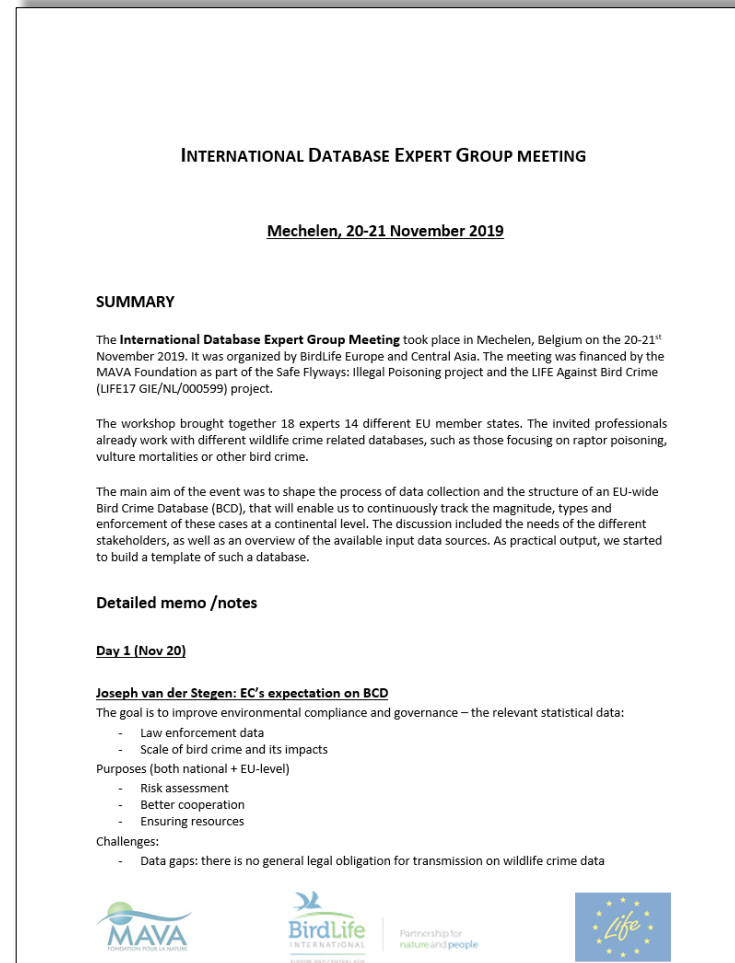 INTERNATIONAL DATABASE EXPERT GROUP MEETING
Mechelen, 20-21 November 2019
SUMMARY
The International Database Expert Group Meeting took place in Mechelen, Belgium on the 20-21st
November 2019. It was organized by BirdLife Europe and Central Asia. The meeting was financed by the
MAVA Foundation as part of the Safe Flyways: Illegal Poisoning project and the LIFE Against Bird Crime
(LIFE17 GIE/NL/000599) project.
The workshop brought together 18 experts 14 different EU member states. The invited professionals
already work with different wildlife crime related databases, such as those focusing on raptor poisoning,
vulture mortalities or other bird crime.
The main aim of the event was to shape the process of data collection and the structure of an EU-wide
Bird Crime Database (BCD), that will enable us to continuously track the magnitude, types and
enforcement of these cases at a continental level. The discussion included the needs of the different
stakeholders, as well as an overview of the available input data sources. As practical output, we started
to build a template of such a database.
Detailed memo /notes
Day 1 (Nov 20)
Joseph van der Stegen: EC's expectation on BCD
The goal is to improve environmental compliance and governance – the relevant statistical data:
- Law enforcement data
- Scale of bird crime and its impacts
Purposes (both national + EU-level)
- Risk assessment
- Better cooperation
- Ensuring resources
Challenges:
- Data gaps: there is no general legal obligation for transmission on wildlife crime data
MAVA
FONDATION POUR LA NATURE
BirdLife
INTERNATIONAL
EUROPE AND CENTRAL ASIA
Partnership for
nature and people
Life